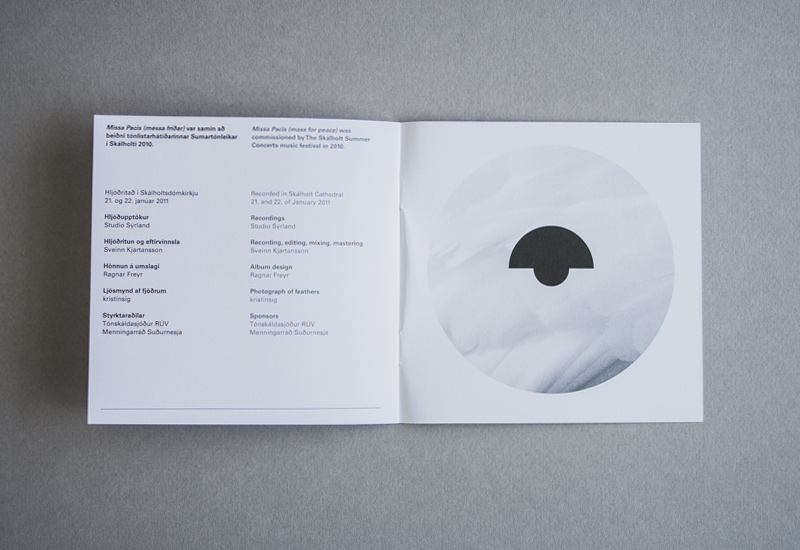 Missa Pacis (messa friðar) var samin að
beiðni tónlistarhátíðarinnar Sumartónleikar
í Skálholti 2010.
Hljóðritað í Skálholtsdómkirkju
21. og 22. janúar 2011
Hljóðupptökur
Studio Sýrland
Hljóðritun og eftirvinnsla
Sveinn Kjartansson
Hönnun á umslagi
Ragnar Freyr
Ljósmynd af fjöðrum
kristinsig
Styrktaraðilar
Tónskáldasjóður RÚV
Menningarráð Suðurnesja
Missa Pacis (mass for peace) was
commissioned by The Skálholt Summer
Concerts music festival in 2010.
Recorded in Skálholt Cathedral
21. and 22. of January 2011
Recordings
Studio Sýrland
Recording, editing, mixing, mastering
Sveinn Kjartansson
Album design
Ragnar Freyr
Photograph of feathers
kristinsig
Sponsors
Tónskáldasjóður RÚV
Menningarráð Suðurnesja